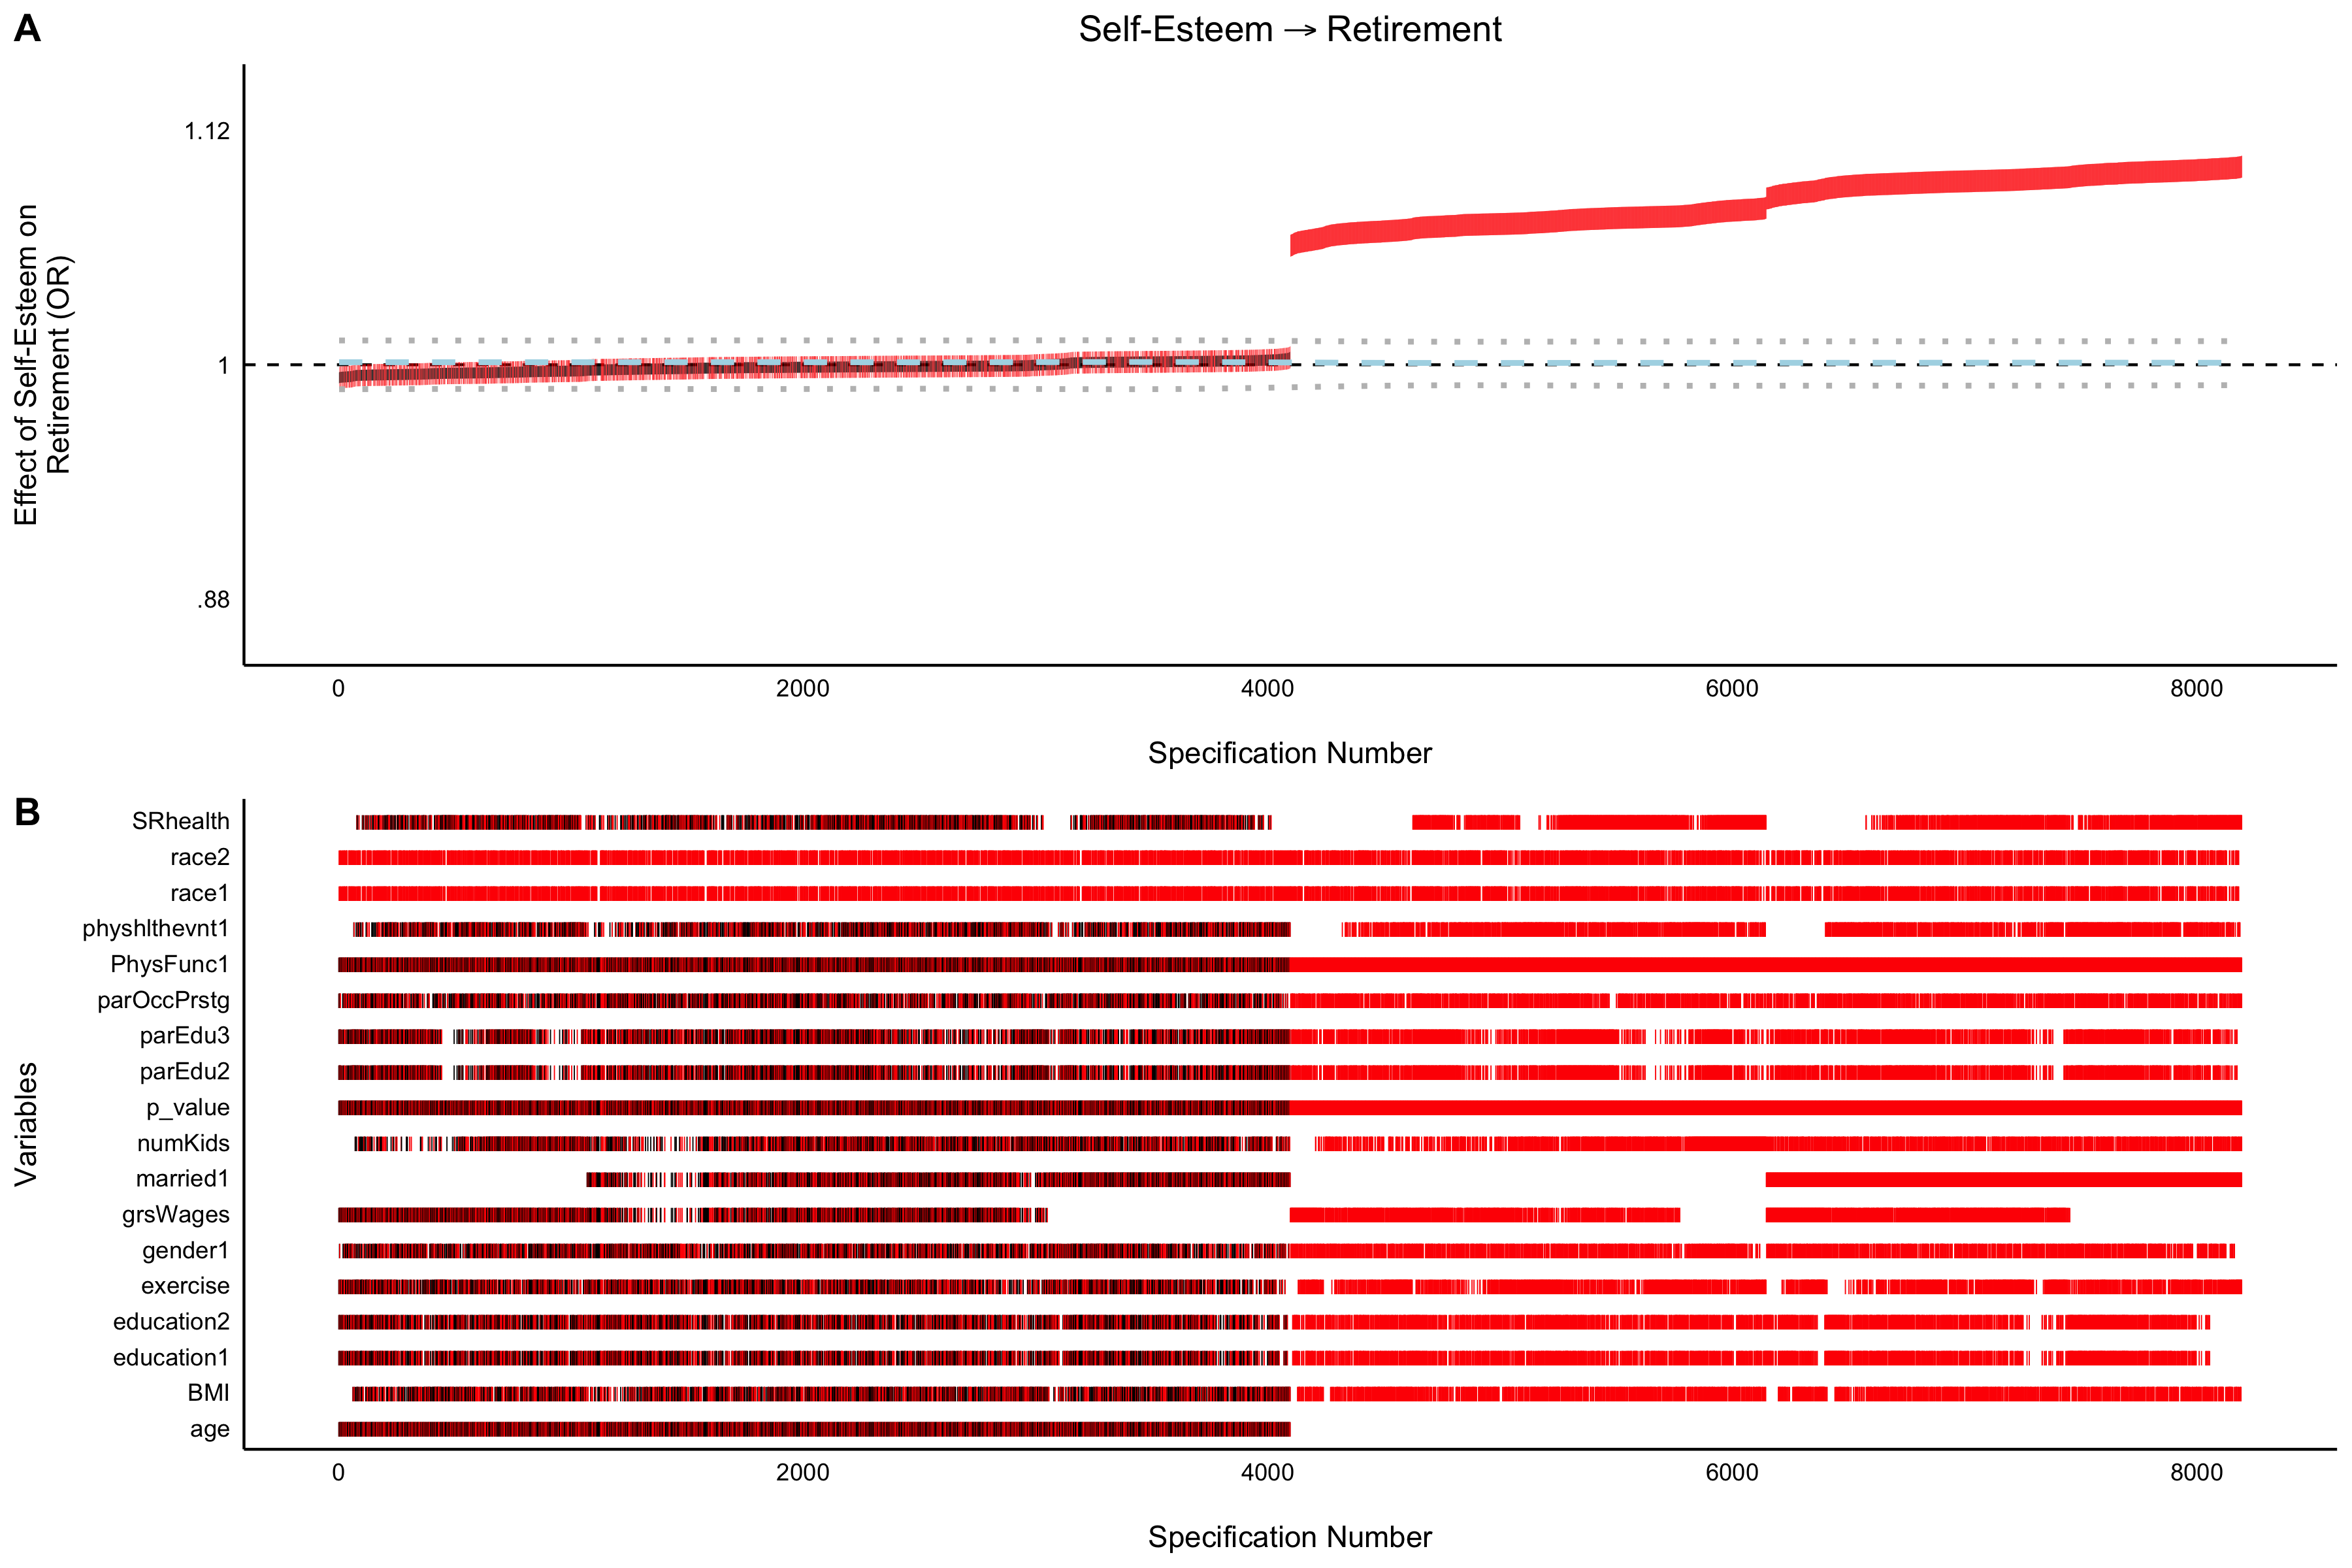 A
Self-Esteem → Retirement
Effect of Self-Esteem on
Retirement (OR)
1.12
1
.88
0 2000 4000 6000 8000
Specification Number
B
Variables
SRhealth
race2
race1
physhlthevnt1
PhysFunc1
parOccPrstg
parEdu3
parEdu2
p_value
numKids
married1
grsWages
gender1
exercise
education2
education1
BMI
age
0 2000 4000 6000 8000
Specification Number